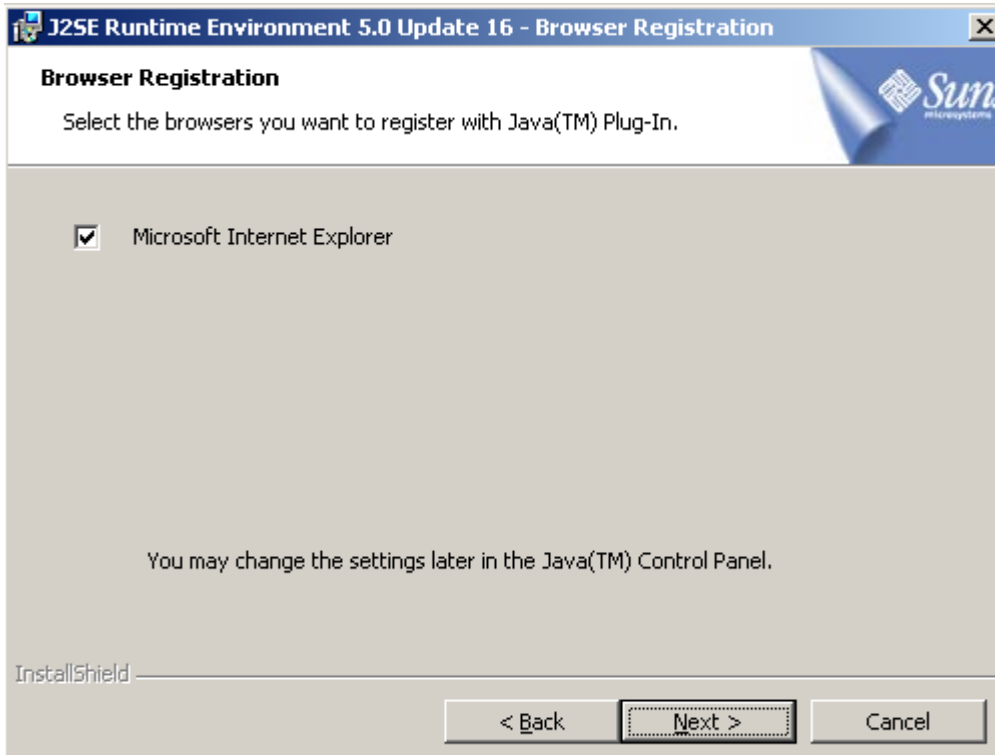 J2SE Runtime Environment 5.0 Update 16 - Browser Registration
Browser Registration
Select the browsers you want to register with Java(TM) Plug-In.
Sun
microsystems
Microsoft Internet Explorer
You may change the settings later in the Java(TM) Control Panel.
InstallShield
< Back
Next >
Cancel